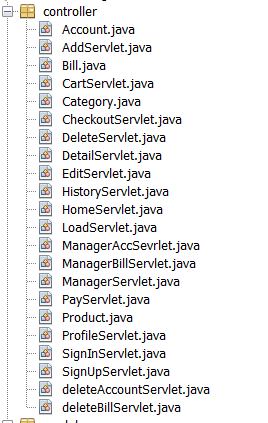 controller
Account.java
AddServlet.java
Bill.java
CartServlet.java
Category.java
CheckoutServlet.java
DeleteServlet.java
DetailServlet.java
EditServlet.java
HistoryServlet.java
HomeServlet.java
LoadServlet.java
ManagerAccSevrlet.java
ManagerBillServlet.java
ManagerServlet.java
PayServlet.java
Product.java
ProfileServlet.java
SignInServlet.java
SignUpServlet.java
deleteAccountServlet.java
deleteBillServlet.java